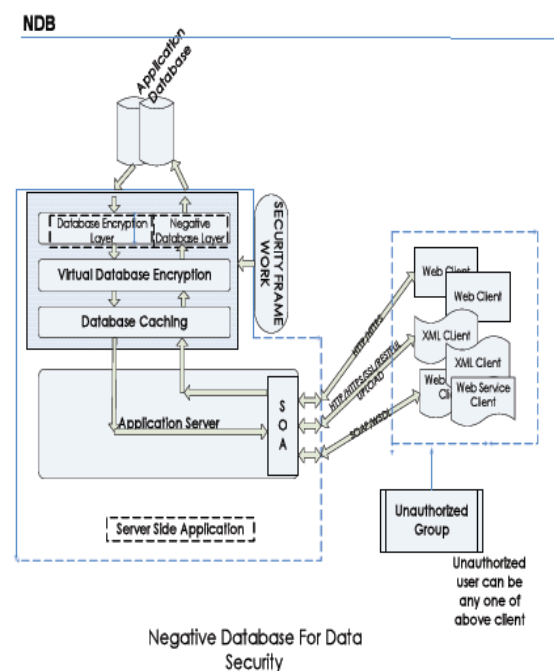 NDB
Application
Database
Database Encryption
Layer
Negative
Database Layer
Virtual Database Encryption
Database Caching
SECURITY FRAME
WORK
Application Server
S
O
A
Server Side Application
HTTP/HTTPS
HTTP/HTTPS/SSL/RESTFUL
UPLOAD
SOAP/WSDL
Web Client
Web Client
XML CLient
XML Client
Web
Cli
Web Service
Client
Unauthorized
Group
Unauthorized
user can be
any one of
above client
Negative Database For Data
Security